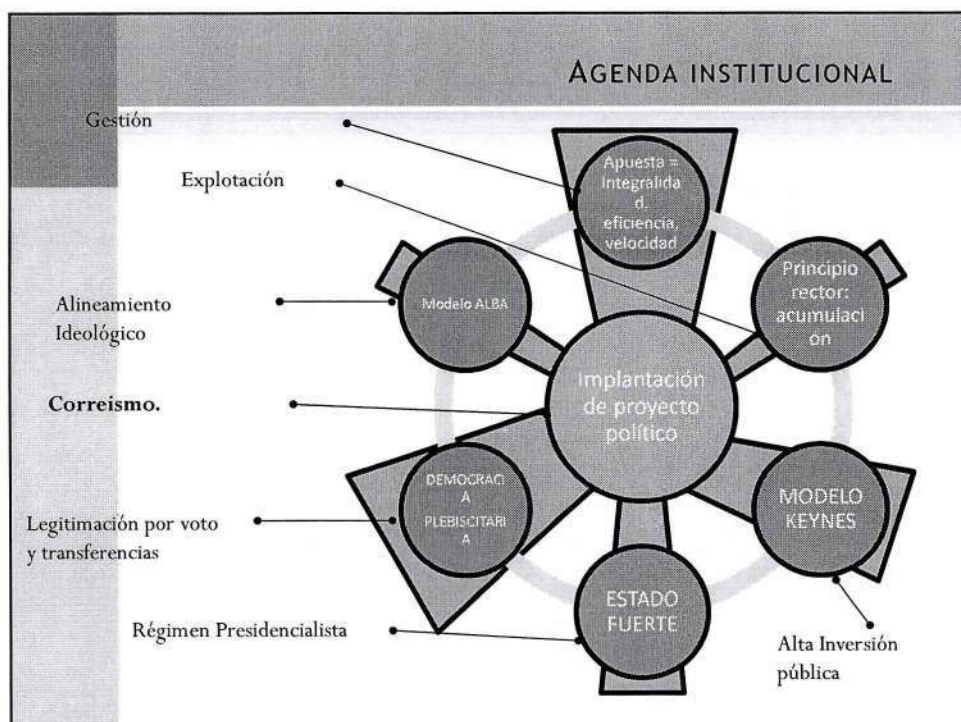 AGENDA INSTITUCIONAL
Gestión
Explotación
Alineamiento
Ideológico
Correismo.
Legitimación por voto
y transferencias
Régimen Presidencialista
Alta Inversión
pública
Apuesta =
Integralida
d,
eficiencia,
velocidad
Principio
rector:
acumulaci
ón
MODELO
KEYNES
ESTADO
FUERTE
DEMOCRACI
A
PLEBISCITARI
A
Modelo ALBA
Implantación
de proyecto
político